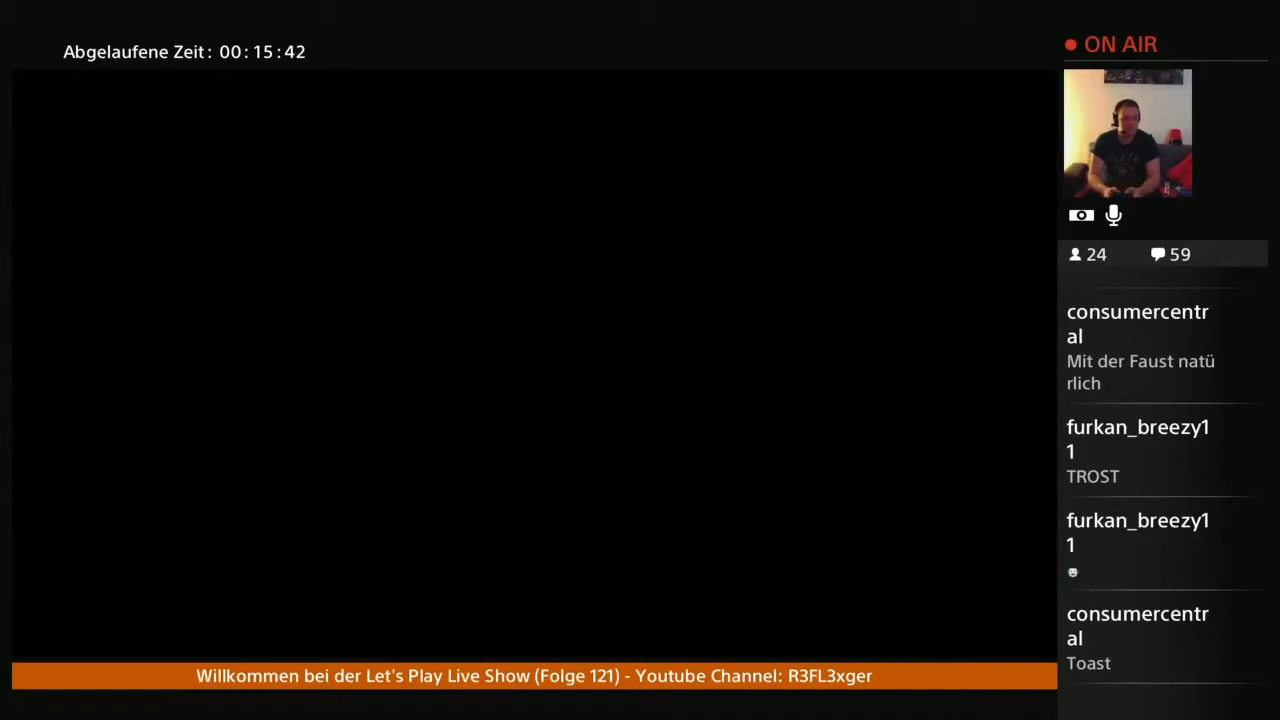 Abgelaufene Zeit: 00:15:42
ON AIR
24 59
consumercentr
al
Mit der Faust natü
rlich
furkan_breezy1
1
TROST
furkan_breezy1
1
consumercentr
al
Toast
Willkommen bei der Let's Play Live Show (Folge 121) - Youtube Channel: R3FL3xger